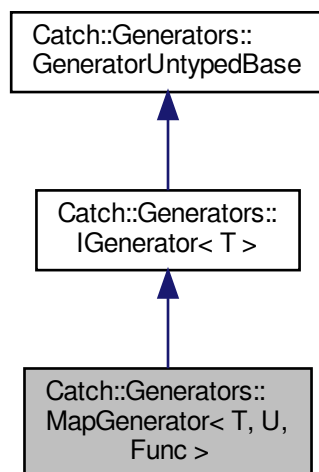 Catch::Generators::
GeneratorUntypedBase
Catch::Generators::
IGenerator< T >
Catch::Generators::
MapGenerator< T, U,
Func >